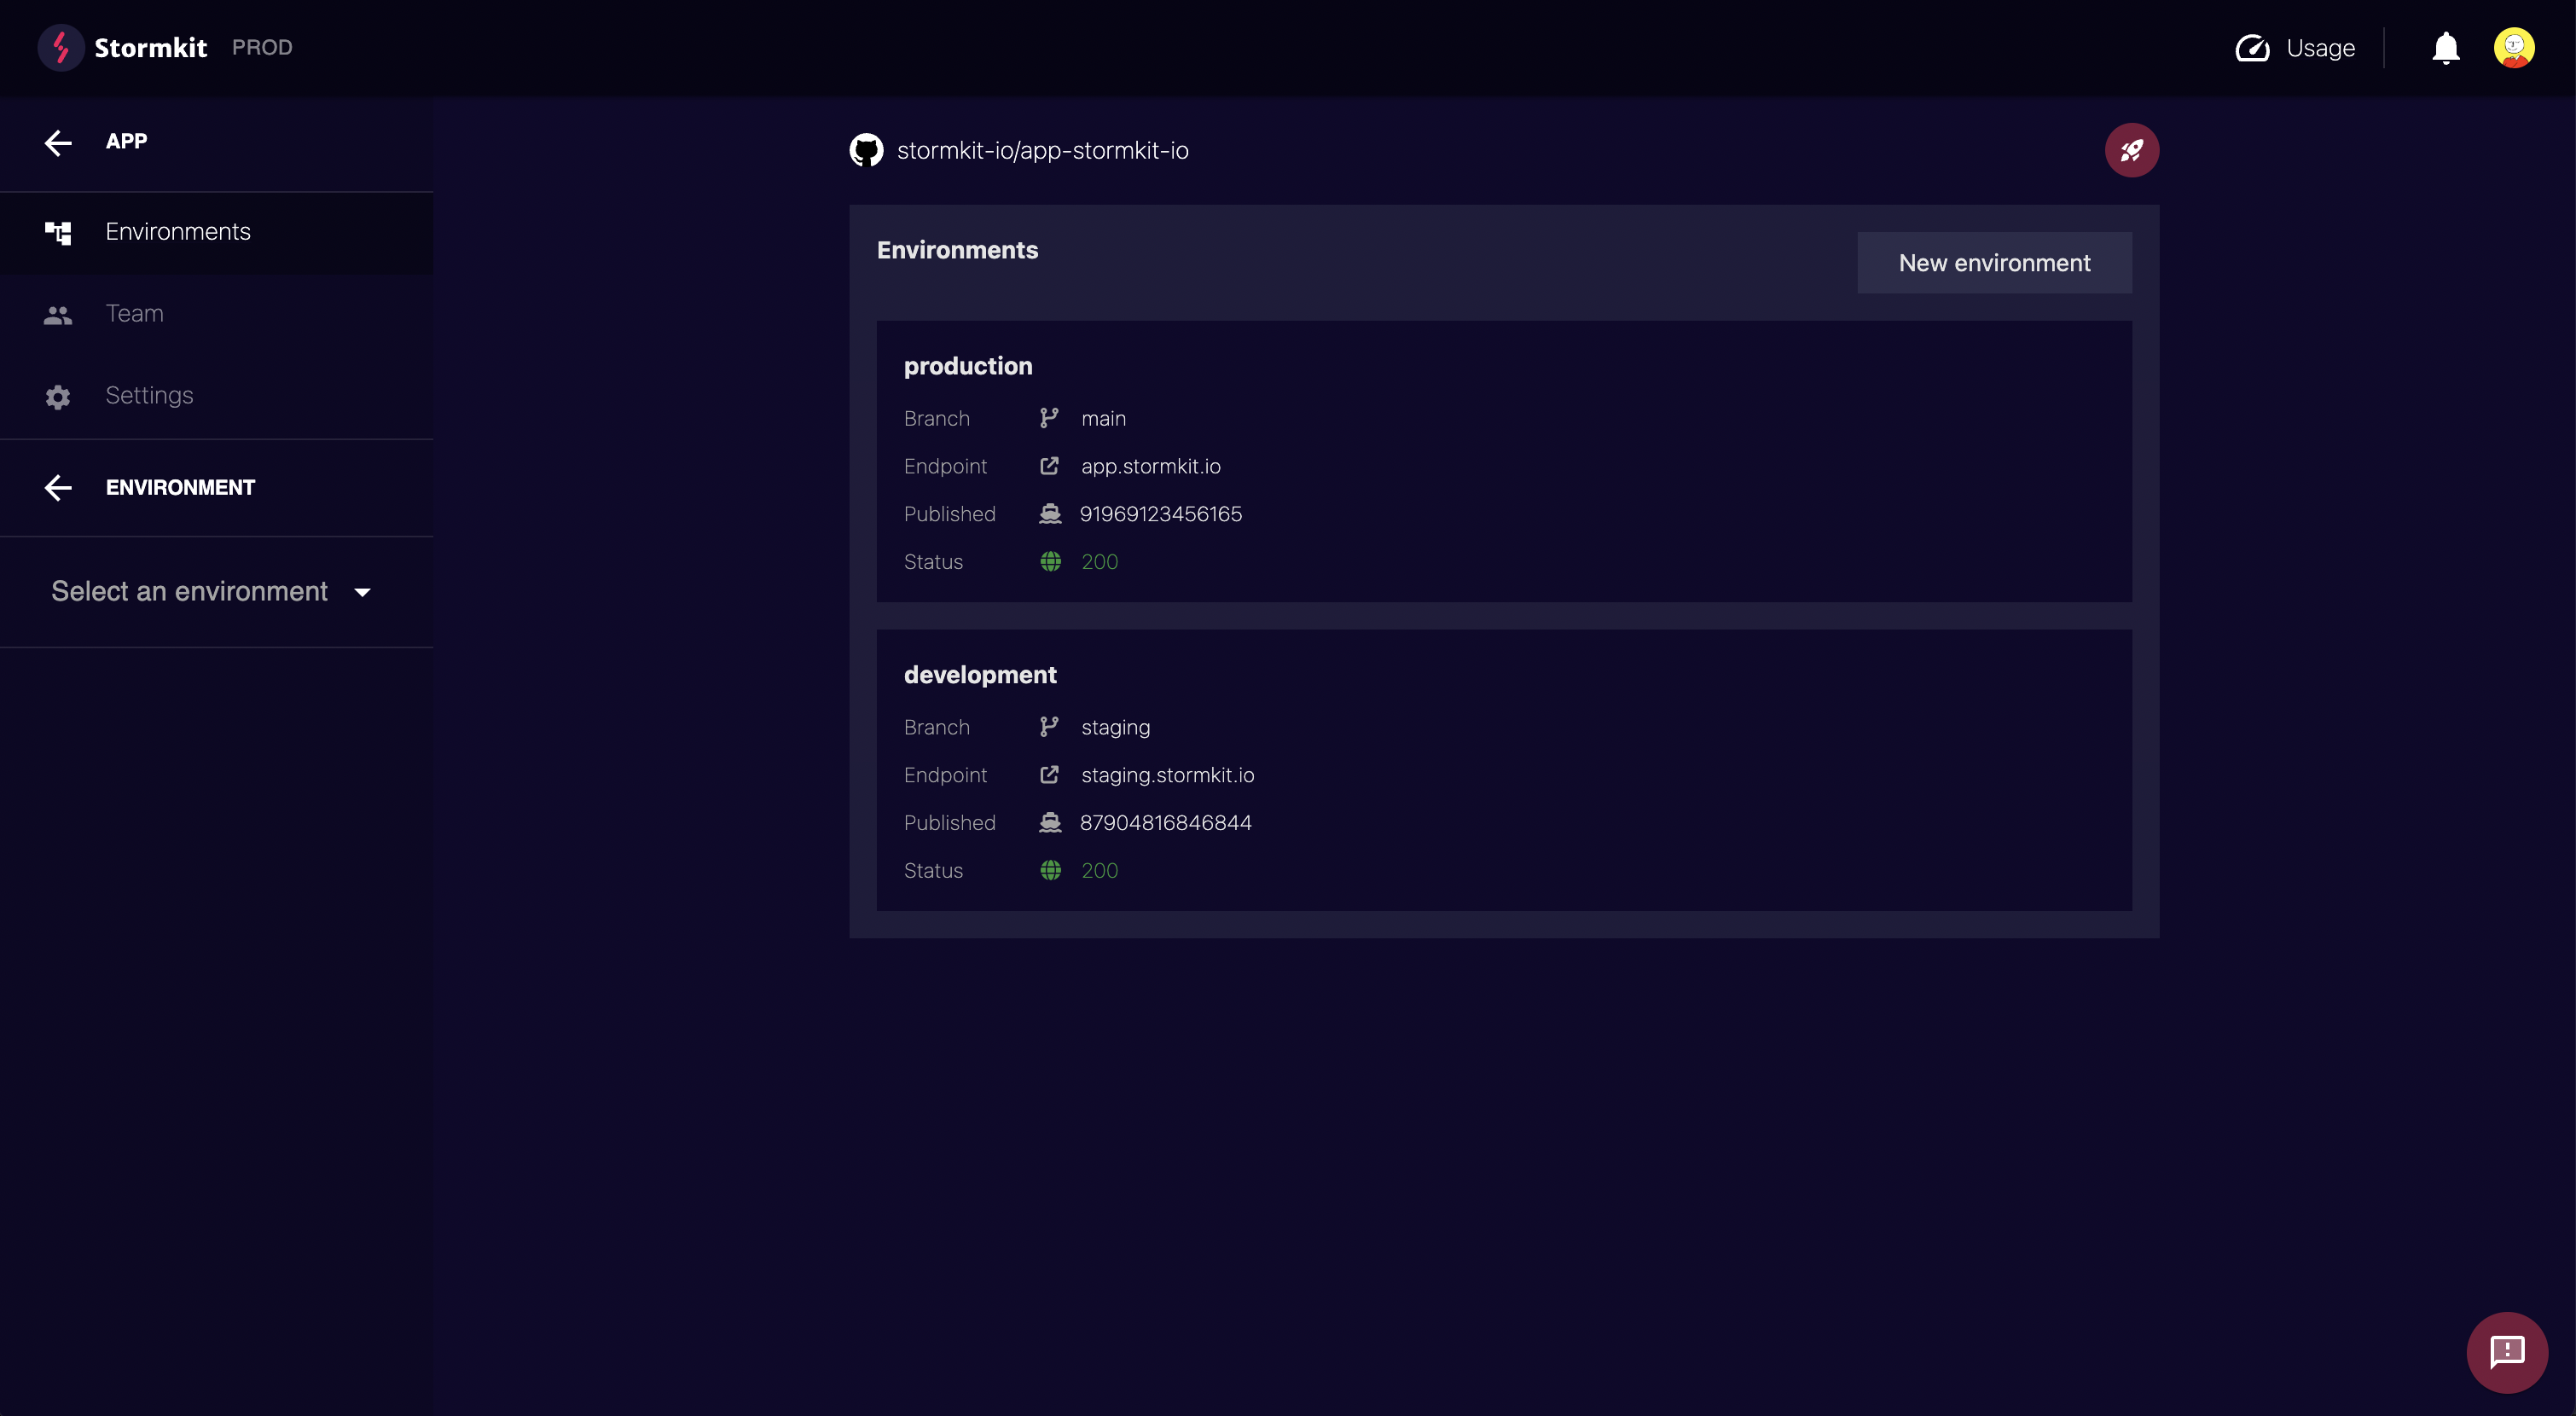 Stormkit PROD
Usage
APP
Environments
Team
Settings
ENVIRONMENT
Select an environment
stormkit-io/app-stormkit-io
Environments
New environment
production
Branch main
Endpoint app.stormkit.io
Published 91969123456165
Status 200
development
Branch staging
Endpoint staging.stormkit.io
Published 87904816846844
Status 200